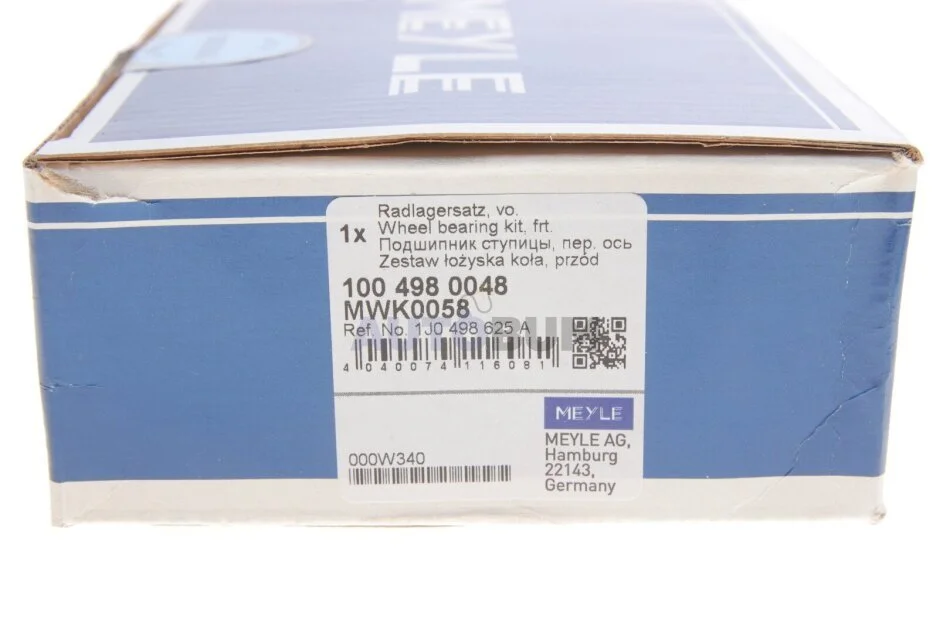 MEYLE
1x
Radlagersatz, vo.
Wheel bearing kit, frt.
Подшипник ступицы, пер. ось
Zestaw łożyska koła, przód
100 498 0048
MWK0058
Ref. No. 1J0 498 625 A
4 040074 116081
MEYLE
MEYLE AG,
Hamburg
22143,
Germany
000W340